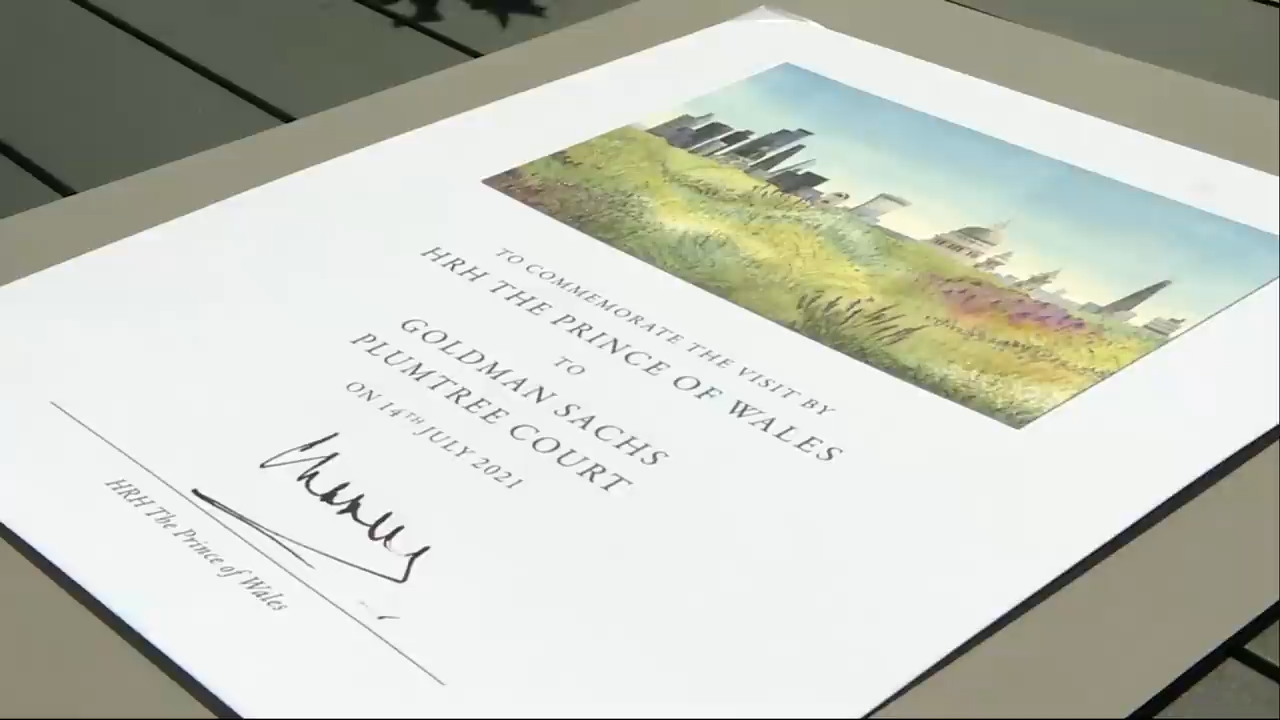 TO COMMEMORATE THE VISIT BY
HRH THE PRINCE OF WALES
TO
GOLDMAN SACHS
PLUMTREE COURT
ON 14TH JULY 2021
Charles
HRH The Prince of Wales